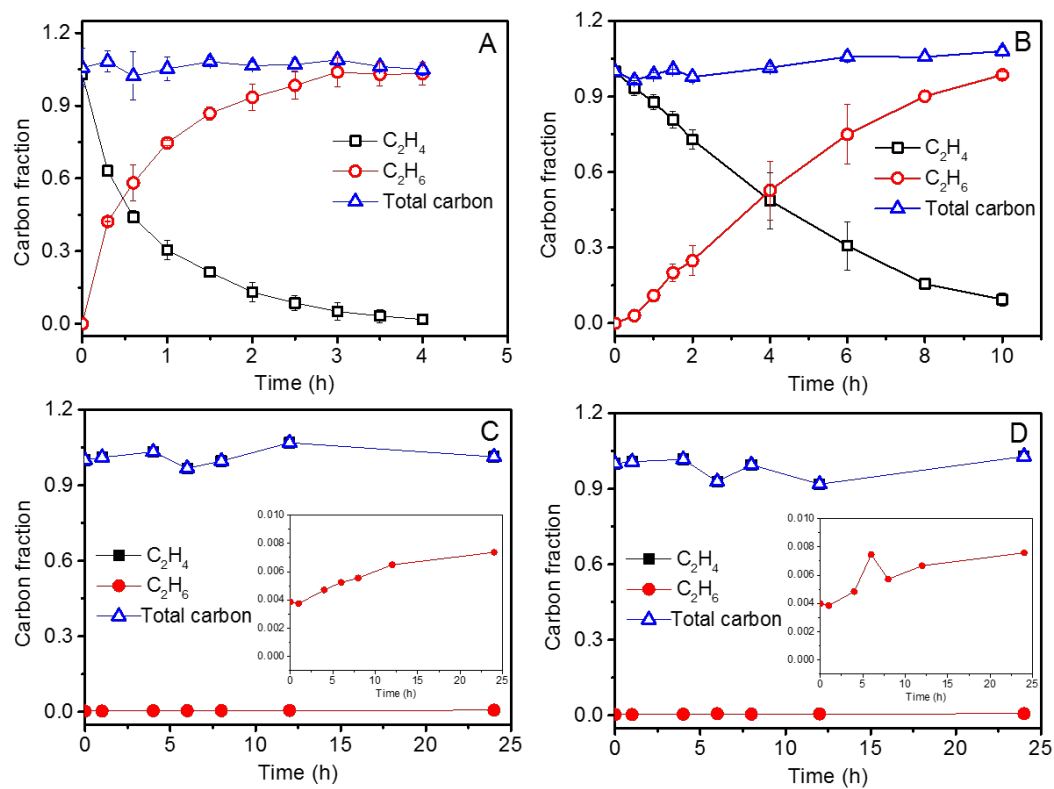 A
1.2
0.9
0.6
0.3
0.0
Carbon fraction
C₂H₄
C₂H₆
Total carbon
0
1
2
3
4
5
Time (h)
B
1.2
0.9
0.6
0.3
0.0
Carbon fraction
C₂H₄
C₂H₆
Total carbon
0
2
4
6
8
10
Time (h)
C
1.2
0.9
0.6
0.3
0.0
Carbon fraction
C₂H₄
C₂H₆
Total carbon
0.010
0.008
0.006
0.004
0.002
0.000
0
5
10
15
20
25
Time (h)
0
5
10
15
20
25
Time (h)
D
1.2
0.9
0.6
0.3
0.0
Carbon fraction
C₂H₄
C₂H₆
Total carbon
0.010
0.008
0.006
0.004
0.002
0.000
0
5
10
15
20
25
Time (h)
0
5
10
15
20
25
Time (h)